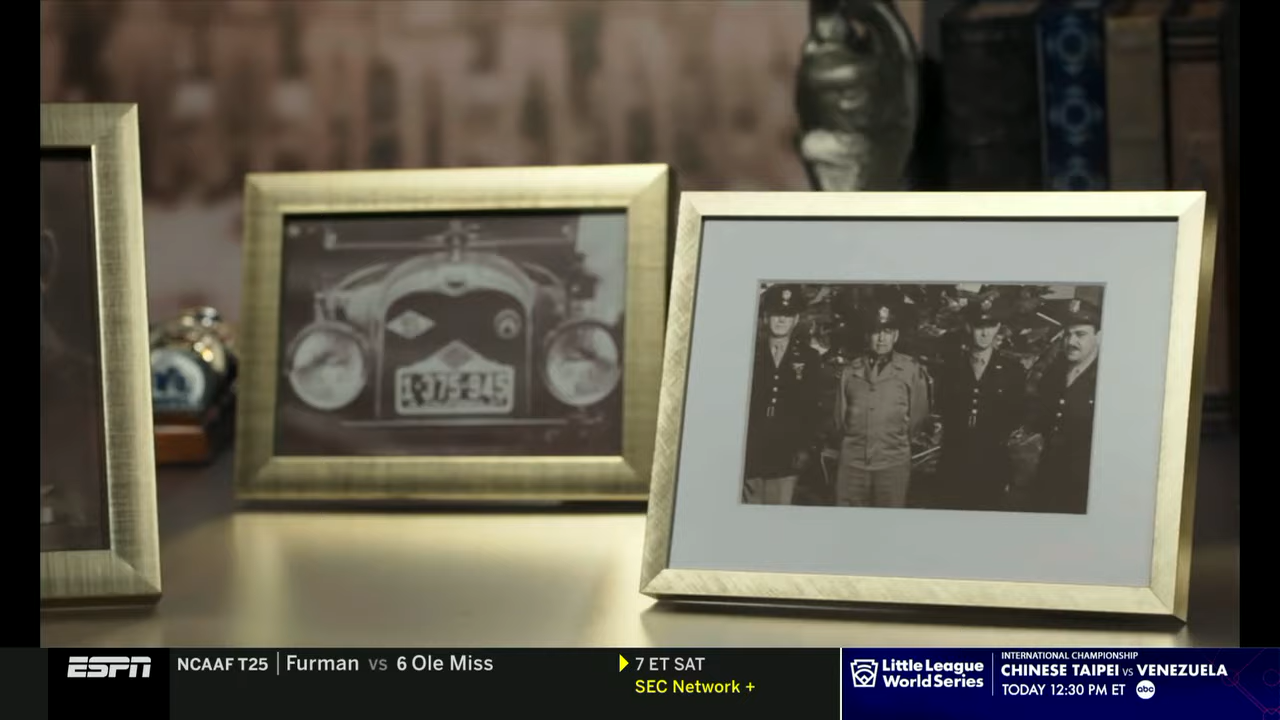 1-375-945
ESPN
NCAAF T25 | Furman vs 6 Ole Miss
7 ET SAT
SEC Network +
Little League
World Series
INTERNATIONAL CHAMPIONSHIP
CHINESE TAIPEI VS VENEZUELA
TODAY 12:30 PM ET abc